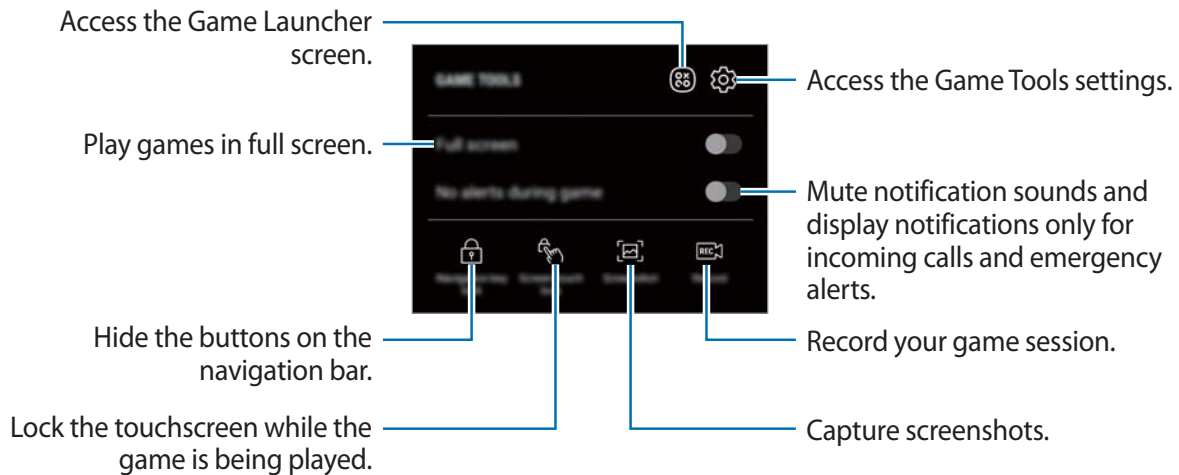 Access the Game Launcher
screen.
GAME TOOLS
Access the Game Tools settings.
Play games in full screen.
Full screen
No alerts during game
Mute notification sounds and
display notifications only for
incoming calls and emergency
alerts.
REC
Hide the buttons on the
navigation bar.
Record your game session.
Lock the touchscreen while the
game is being played.
Capture screenshots.